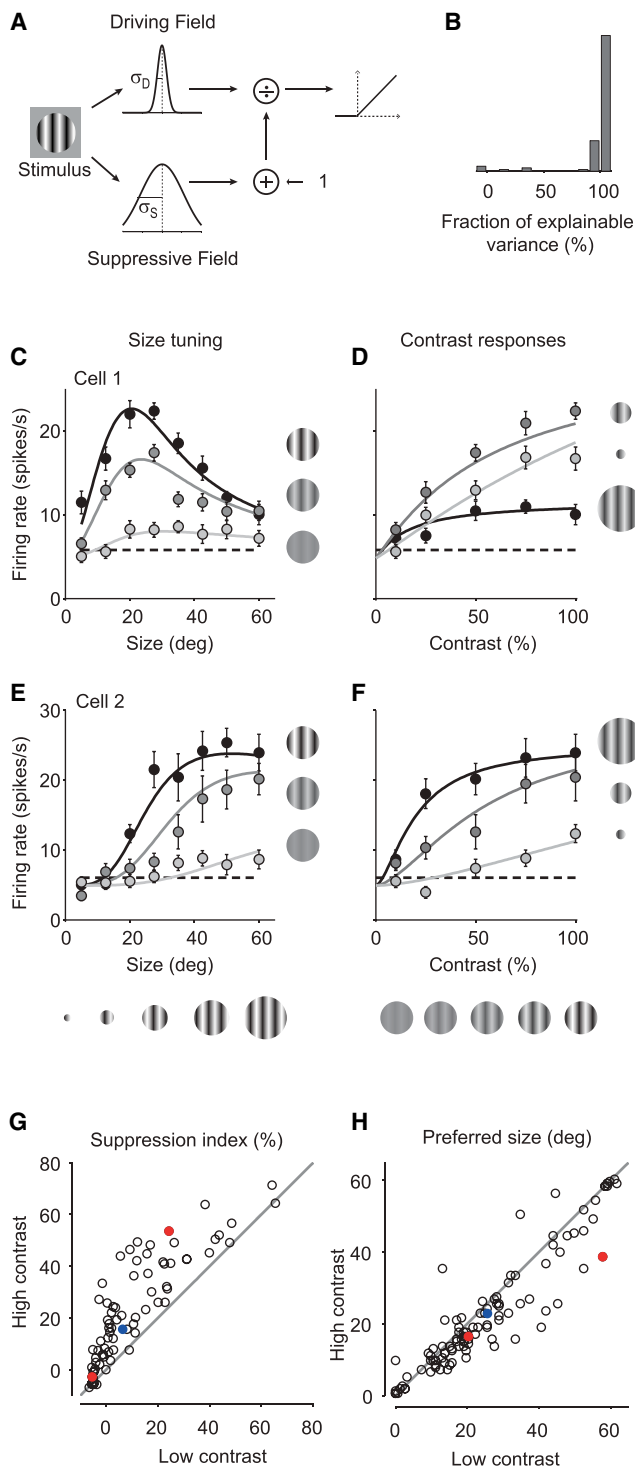 A
Driving Field
σD
÷
Stimulus
+
1
σS
Suppressive Field
B
0 50 100
Fraction of explainable
variance (%)
Size tuning
Contrast responses
C
Cell 1
D
Firing rate (spikes/s)
20
10
0
0 20 40 60
Size (deg)
0 50 100
Contrast (%)
E
Cell 2
F
Firing rate (spikes/s)
30
20
10
0
0 20 40 60
Size (deg)
0 50 100
Contrast (%)
G
Suppression index (%)
High contrast
80
60
40
20
0
0 20 40 60 80
Low contrast
H
Preferred size (deg)
High contrast
60
40
20
0
0 20 40 60
Low contrast